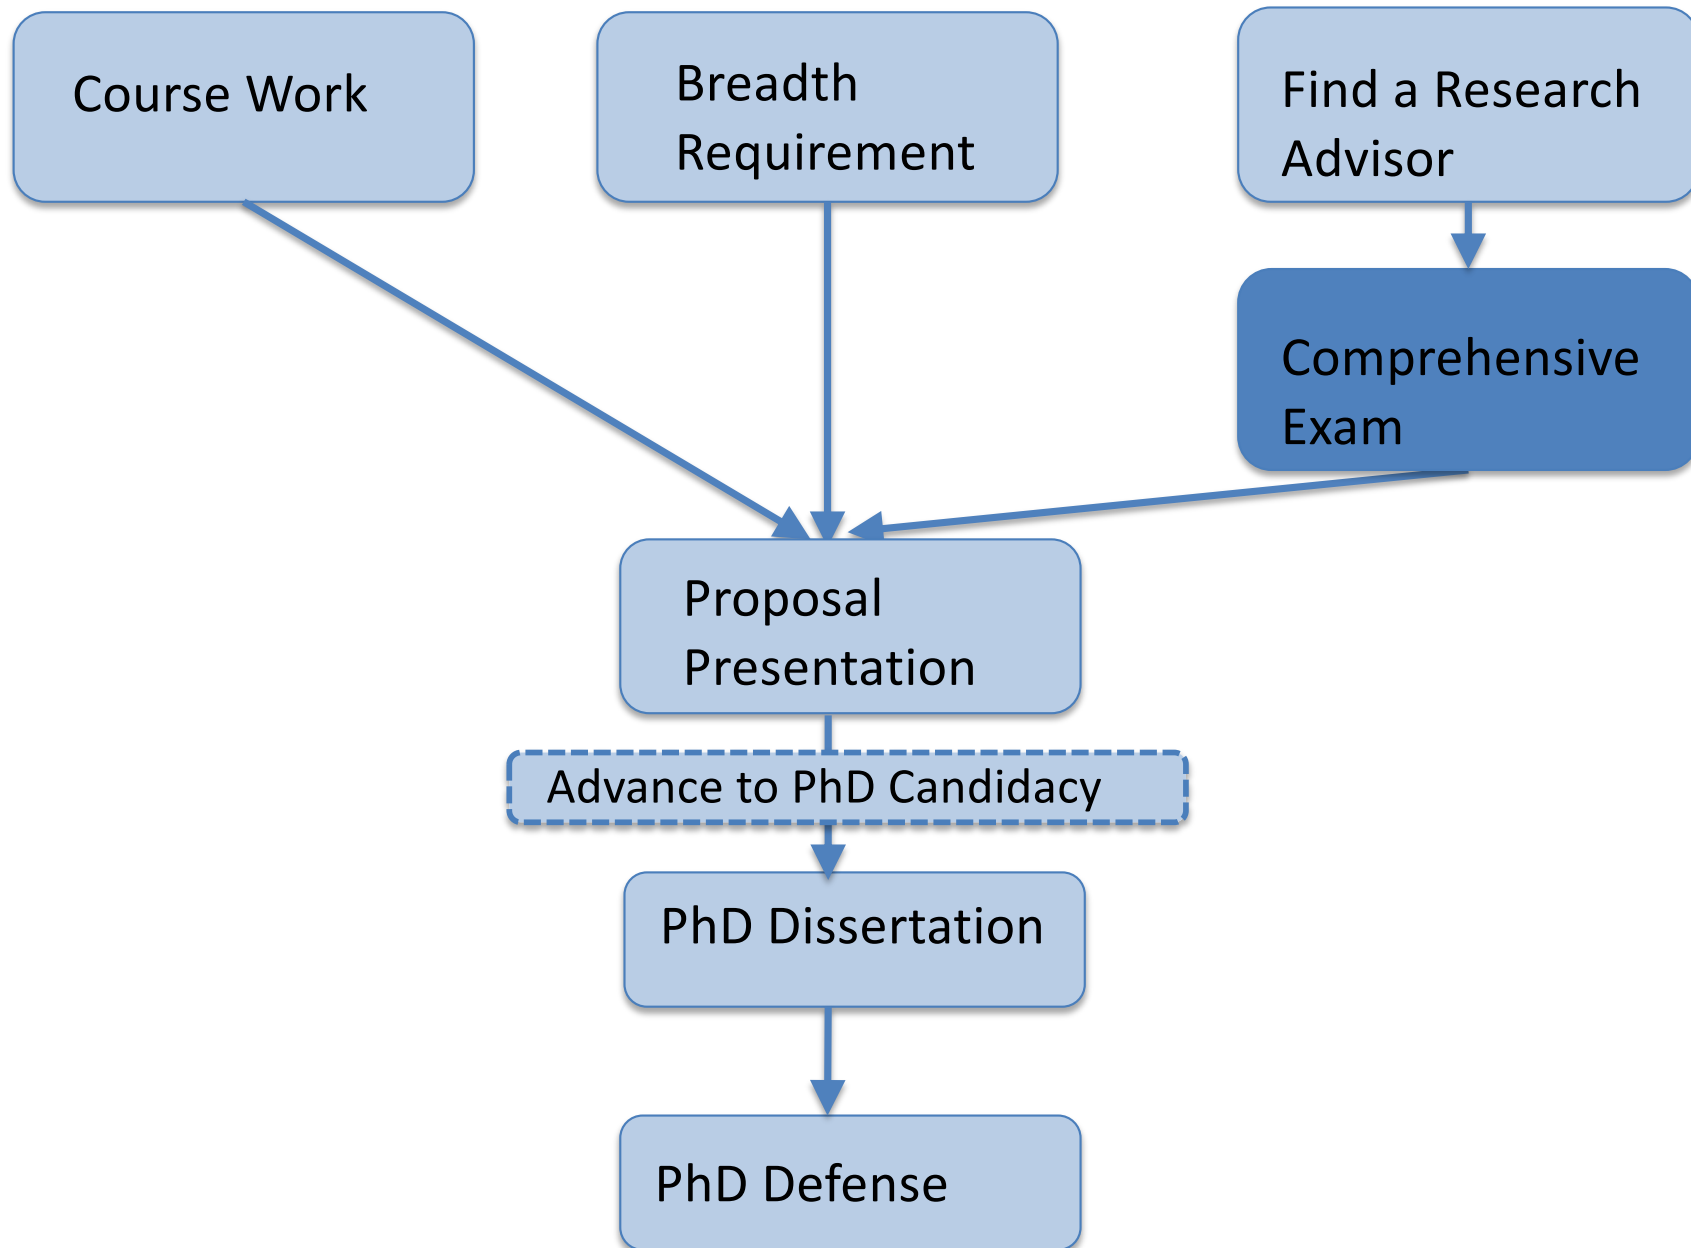 Course Work
Breadth
Requirement
Find a Research
Advisor
Comprehensive
Exam
Proposal
Presentation
Advance to PhD Candidacy
PhD Dissertation
PhD Defense